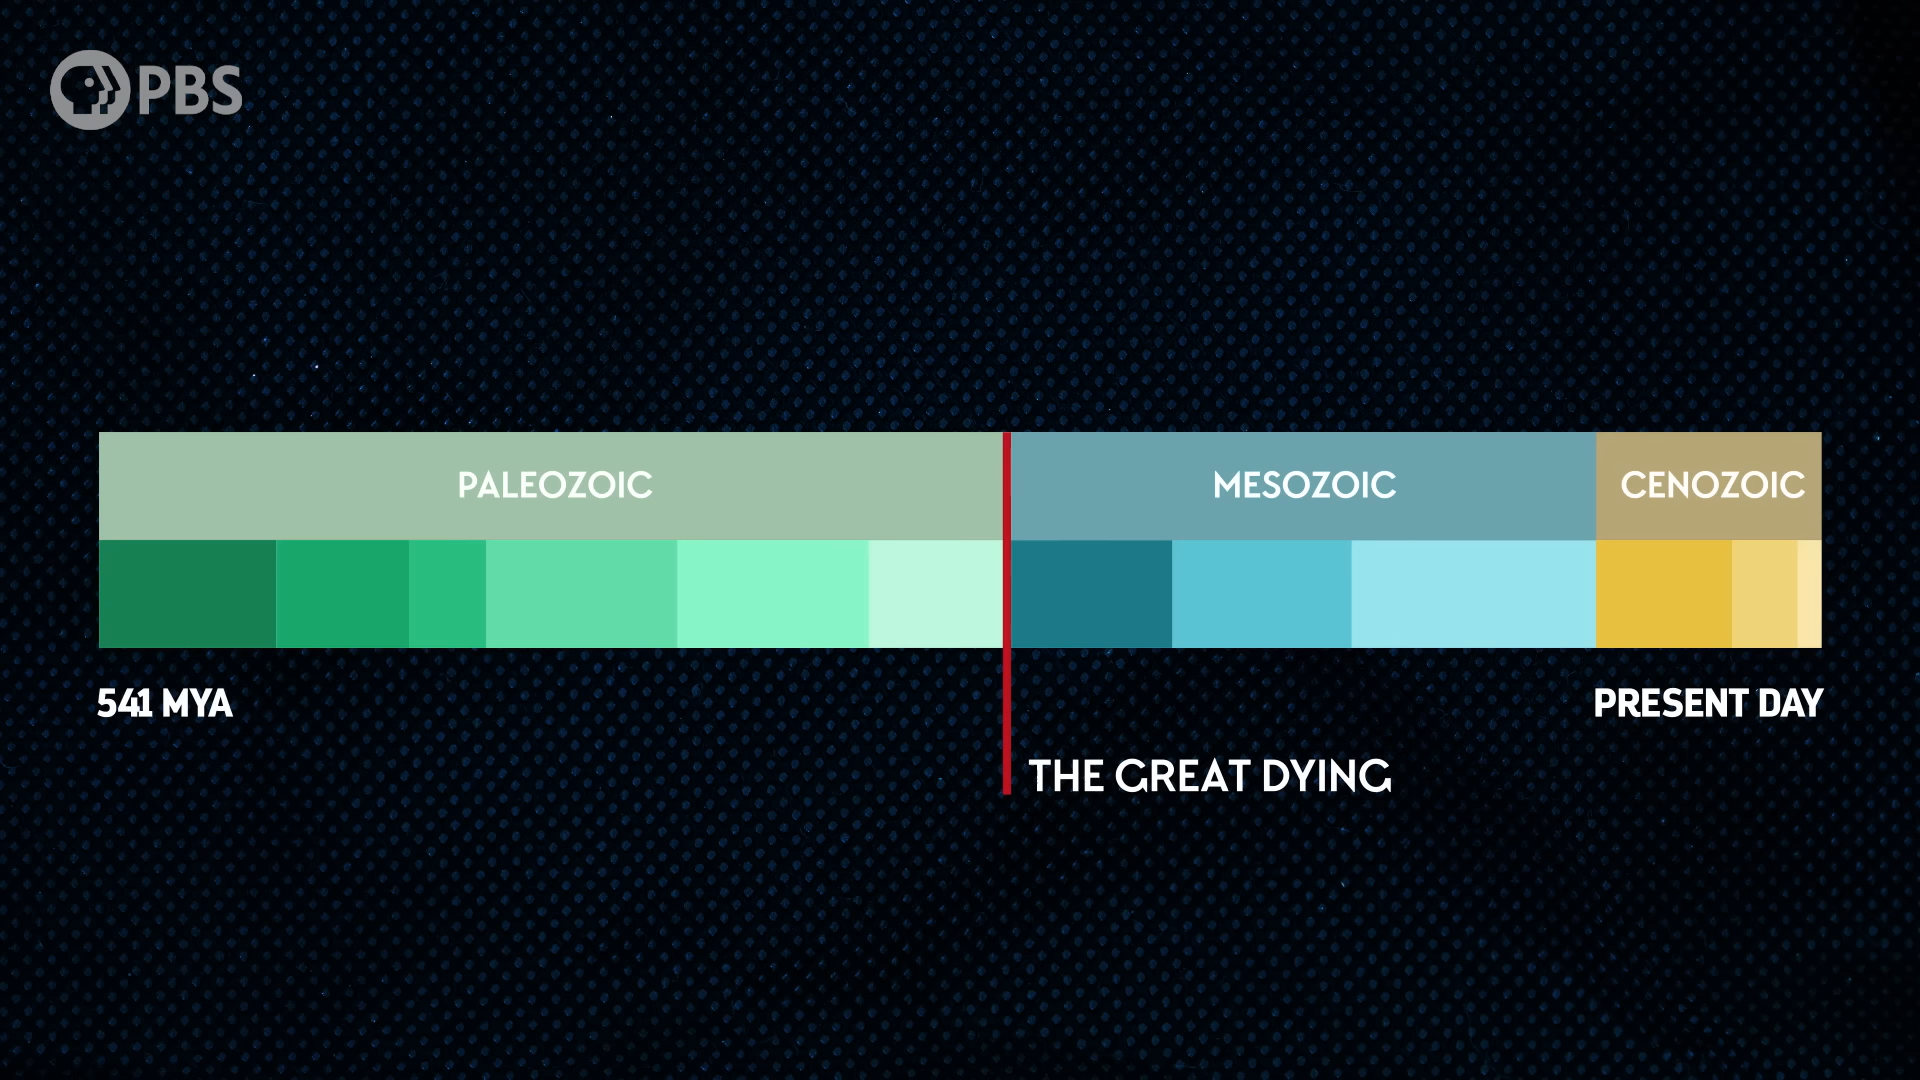 PBS
PALEOZOIC
MESOZOIC
CENOZOIC
541 MYA
PRESENT DAY
THE GREAT DYING